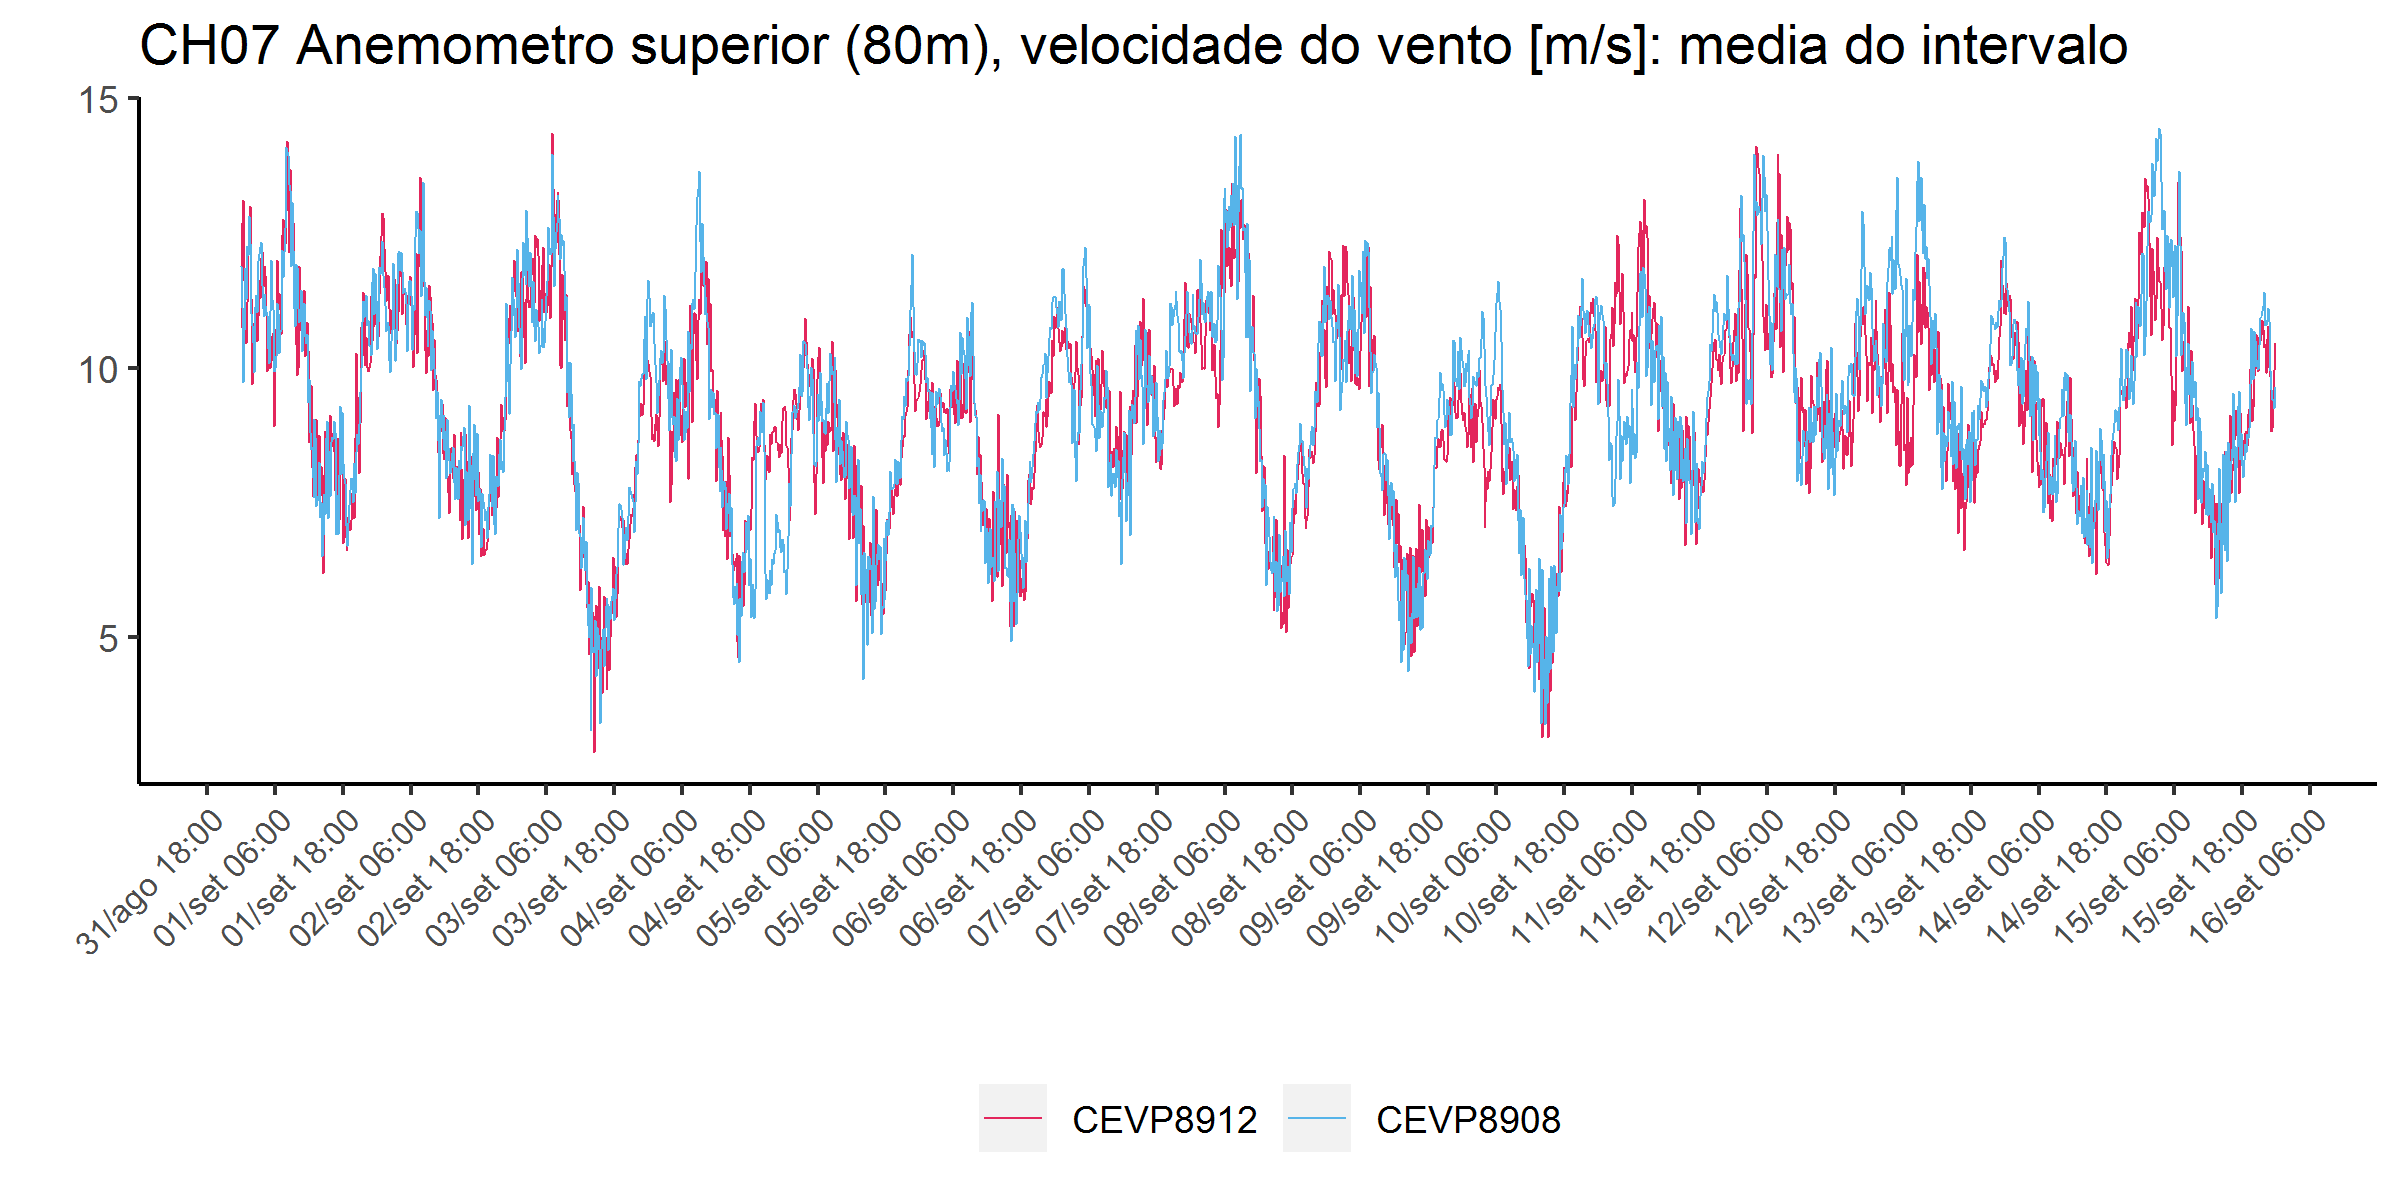 CH07 Anemometro superior (80m), velocidade do vento [m/s]: media do intervalo
15
10
5
31/ago 18:00
01/set 06:00
01/set 18:00
02/set 06:00
02/set 18:00
03/set 06:00
03/set 18:00
04/set 06:00
04/set 18:00
05/set 06:00
05/set 18:00
06/set 06:00
06/set 18:00
07/set 06:00
07/set 18:00
08/set 06:00
08/set 18:00
09/set 06:00
09/set 18:00
10/set 06:00
10/set 18:00
11/set 06:00
11/set 18:00
12/set 06:00
12/set 18:00
13/set 06:00
13/set 18:00
14/set 06:00
14/set 18:00
15/set 06:00
15/set 18:00
16/set 06:00
CEVP8912
CEVP8908